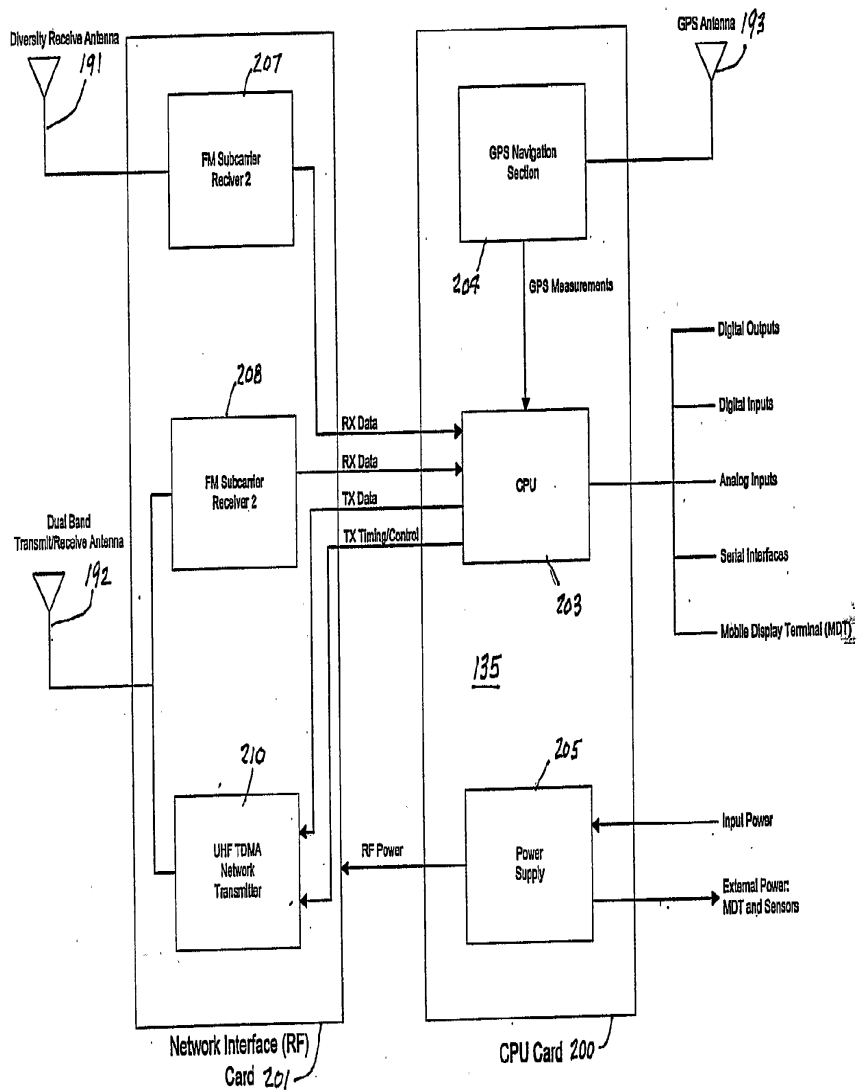 Diversity Receive Antenna
191
207
FM Subcarrier
Reciver 2
GPS Antenna 193
GPS Navigation
Section
204
GPS Measurements
Digital Outputs
Digital Inputs
Analog Inputs
Serial Interfaces
Mobile Display Terminal (MDT)
208
FM Subcarrier
Receiver 2
RX Data
RX Data
TX Data
TX Timing/Control
CPU
203
Dual Band
Transmit/Receive Antenna
192
135
210
UHF TDMA
Network
Transmitter
RF Power
205
Power
Supply
Input Power
External Power:
MDT and Sensors
Network Interface (RF)
Card 201
CPU Card 200